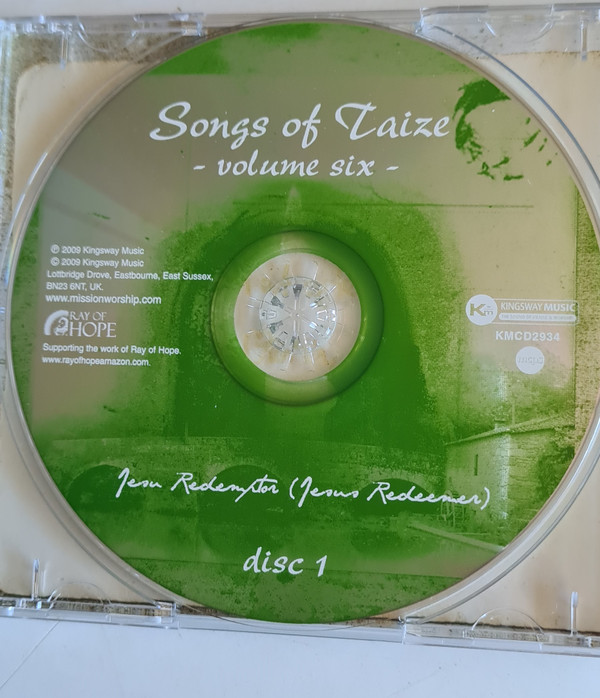 Songs of Taize
- volume six -
℗ 2009 Kingsway Music
© 2009 Kingsway Music
Lottbridge Drove, Eastbourne, East Sussex,
BN23 6NT, UK.
www.missionworship.com
RAY OF
HOPE
Supporting the work of Ray of Hope.
www.rayofhopeamazon.com.
Km KINGSWAY MUSIC
KMCD2934
mcps
Jesu Redemptor (Jesus Redeemer)
disc 1